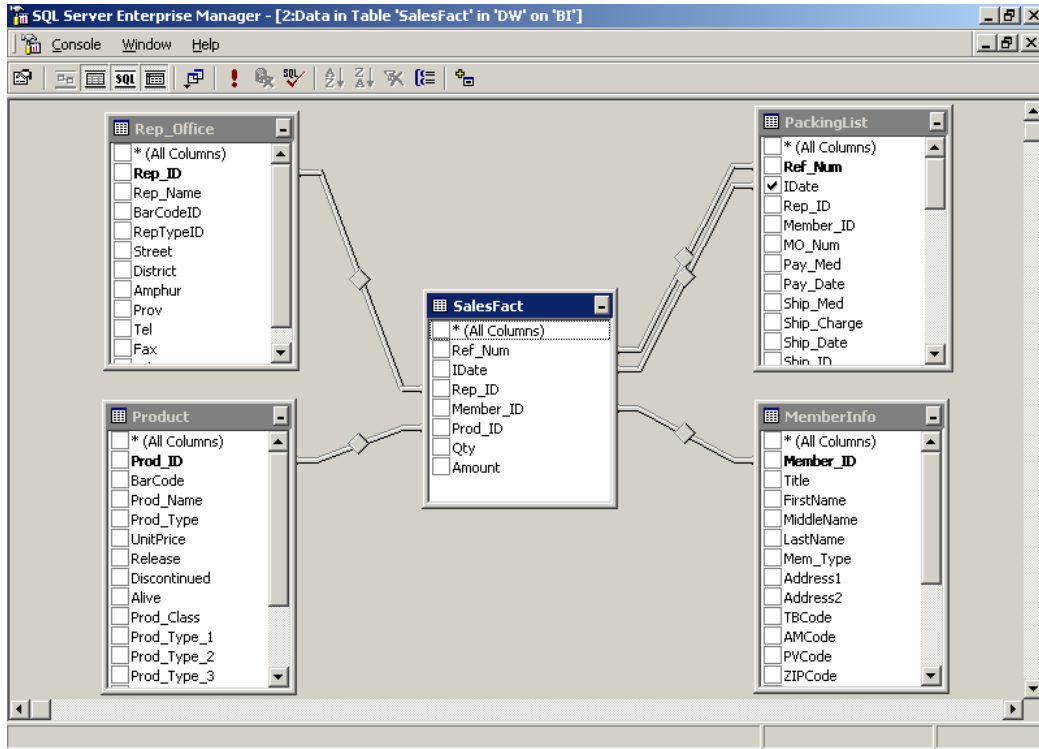 SQL Server Enterprise Manager - [2:Data in Table 'SalesFact' in 'DW' on 'BI']
Console Window Help
SQL
Rep_Office
* (All Columns)
Rep_ID
Rep_Name
BarCodeID
RepTypeID
Street
District
Amphur
Prov
Tel
Fax
PackingList
* (All Columns)
Ref_Num
IDate
Rep_ID
Member_ID
MO_Num
Pay_Med
Pay_Date
Ship_Med
Ship_Charge
Ship_Date
Ship_ID
SalesFact
* (All Columns)
Ref_Num
IDate
Rep_ID
Member_ID
Prod_ID
Qty
Amount
Product
* (All Columns)
Prod_ID
BarCode
Prod_Name
Prod_Type
UnitPrice
Release
Discontinued
Alive
Prod_Class
Prod_Type_1
Prod_Type_2
Prod_Type_3
MemberInfo
* (All Columns)
Member_ID
Title
FirstName
MiddleName
LastName
Mem_Type
Address1
Address2
TBCode
AMCode
PVCode
ZIPCode